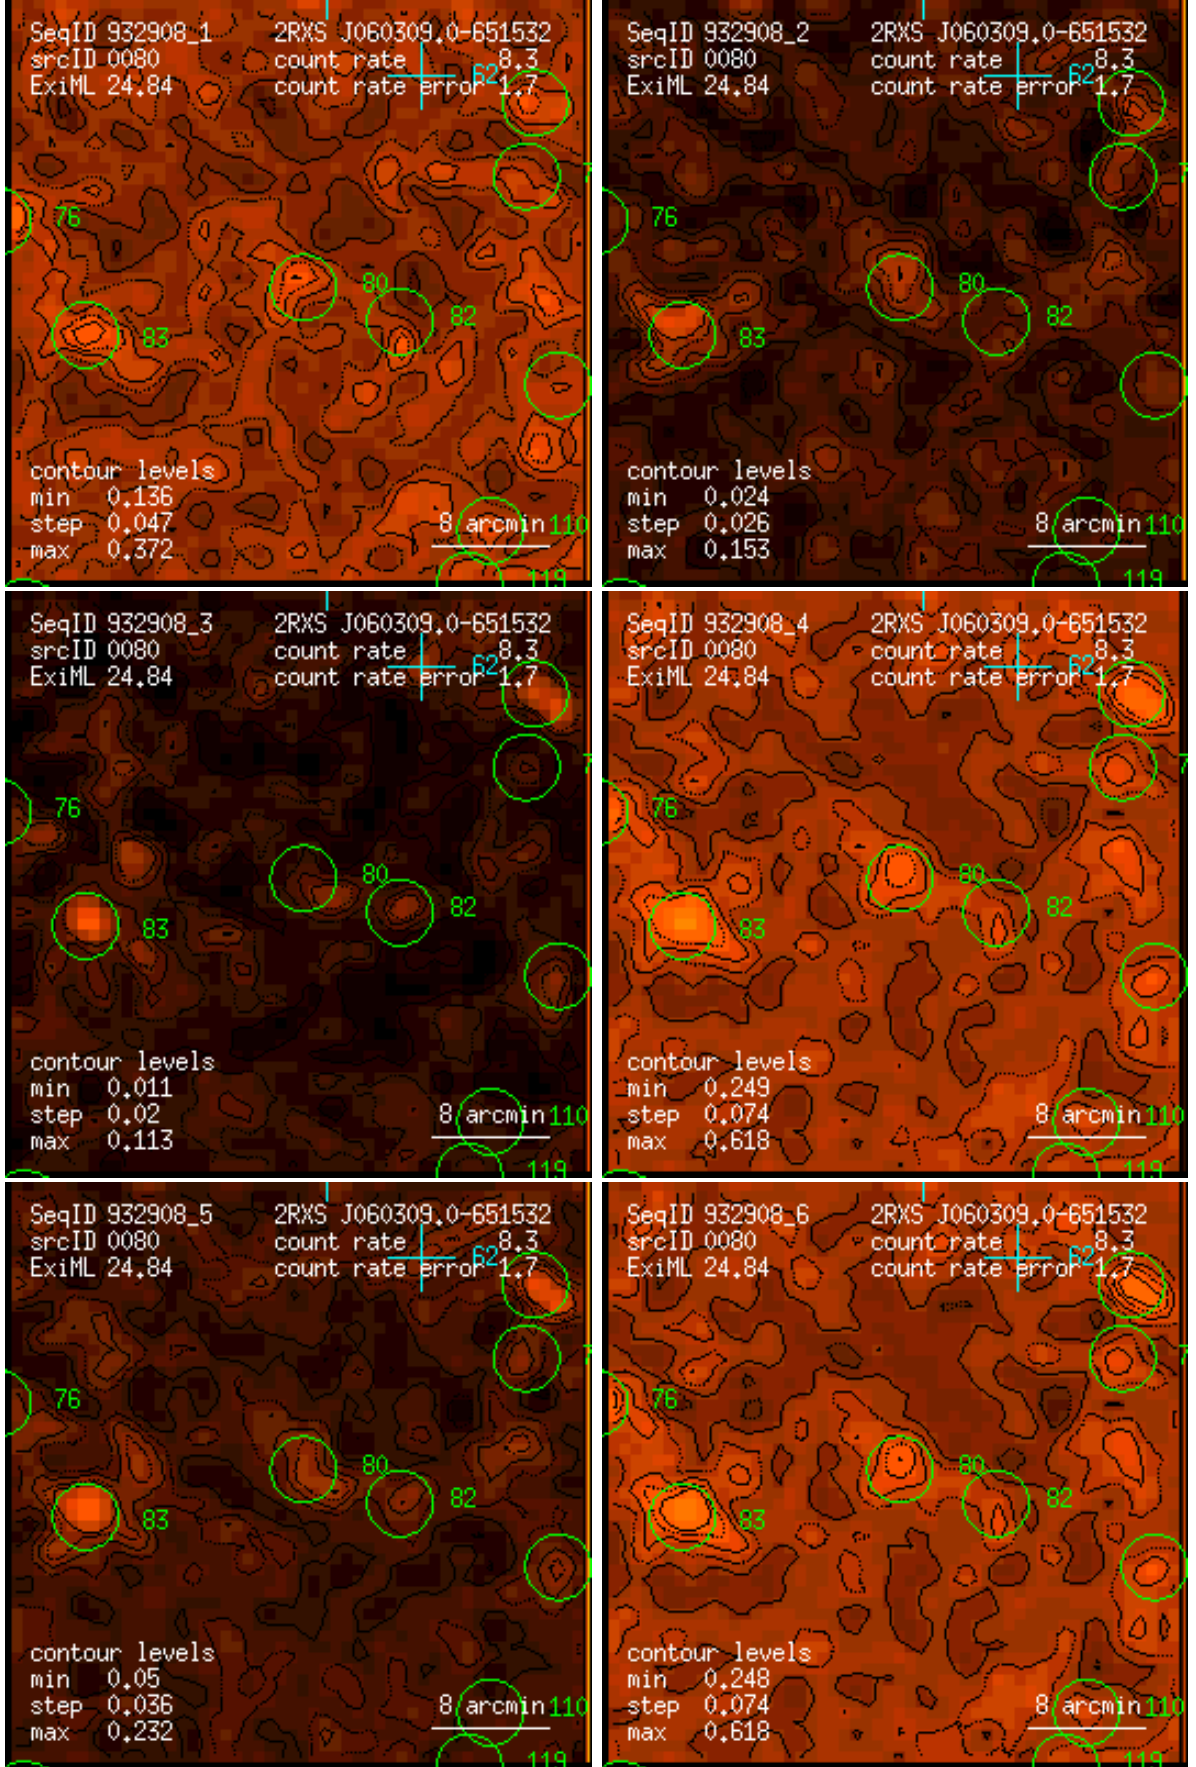 SeqID 932908_1 2RXS J060309.0-651532
srcID 0080 count rate 8.3
ExiML 24.84 count rate error 1.7
62
76
80
82
83
contour levels
min 0.136
step 0.047
max 0.372
8 arcmin 110
119
SeqID 932908_2 2RXS J060309.0-651532
srcID 0080 count rate 8.3
ExiML 24.84 count rate error 1.7
62
76
80
82
83
contour levels
min 0.024
step 0.026
max 0.153
8 arcmin 110
119
SeqID 932908_3 2RXS J060309.0-651532
srcID 0080 count rate 8.3
ExiML 24.84 count rate error 1.7
62
76
80
82
83
contour levels
min 0.011
step 0.02
max 0.113
8 arcmin 110
119
SeqID 932908_4 2RXS J060309.0-651532
srcID 0080 count rate 8.3
ExiML 24.84 count rate error 1.7
62
76
80
82
83
contour levels
min 0.249
step 0.074
max 0.618
8 arcmin 110
119
SeqID 932908_5 2RXS J060309.0-651532
srcID 0080 count rate 8.3
ExiML 24.84 count rate error 1.7
62
76
80
82
83
contour levels
min 0.05
step 0.036
max 0.232
8 arcmin 110
119
SeqID 932908_6 2RXS J060309.0-651532
srcID 0080 count rate 8.3
ExiML 24.84 count rate error 1.7
62
76
80
82
83
contour levels
min 0.248
step 0.074
max 0.618
8 arcmin 110
119